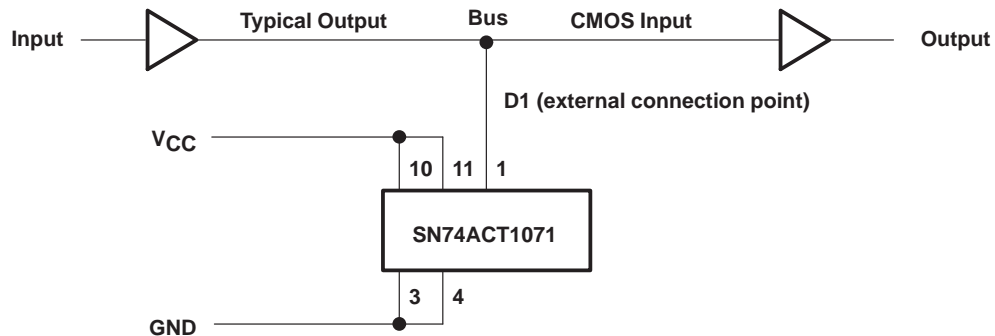 Input
Typical Output
Bus
CMOS Input
Output
D1 (external connection point)
VCC
10
11
1
SN74ACT1071
3
4
GND